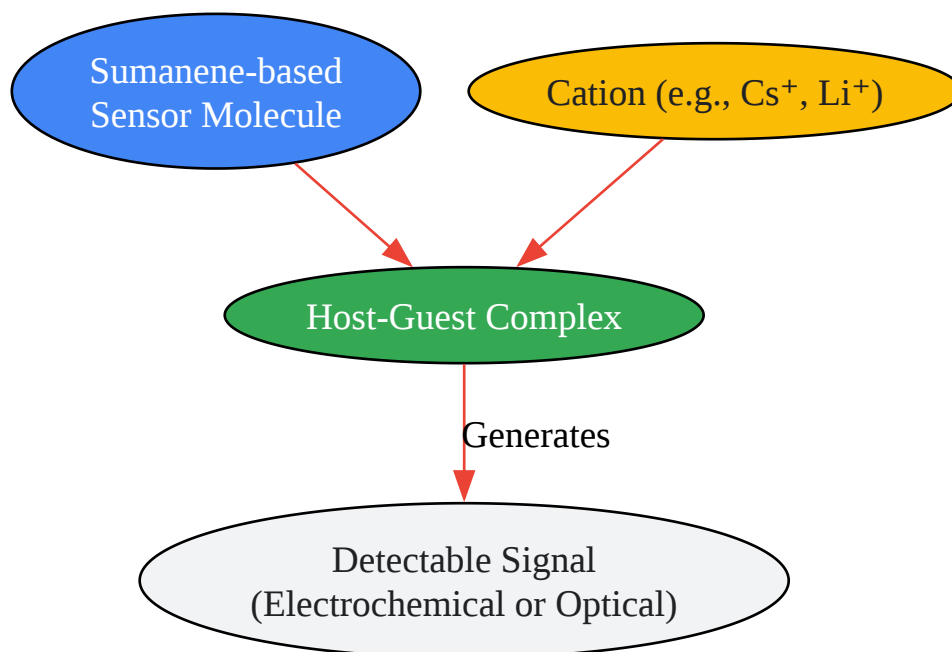 Sumanene-based
Sensor Molecule
Cation (e.g., Cs⁺, Li⁺)
Host-Guest Complex
Generates
Detectable Signal
(Electrochemical or Optical)